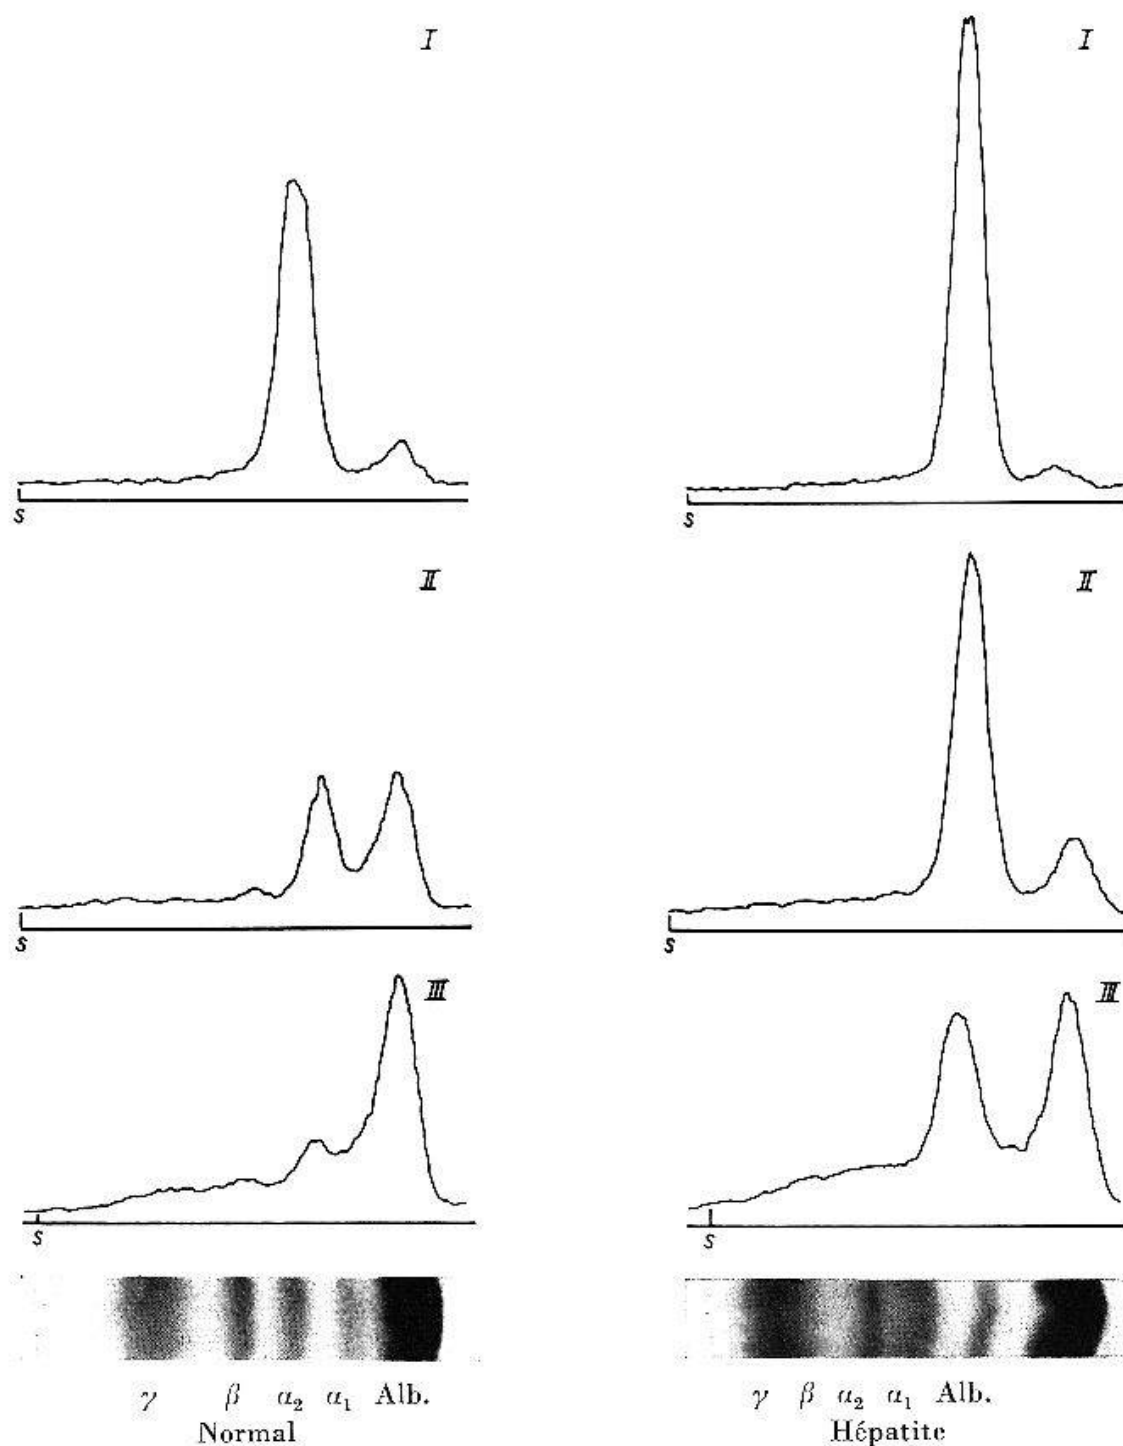 I I
S S
II II
S S
III III
S S
γ β α₂ α₁ Alb. γ β α₂ α₁ Alb.
Normal Hépatite